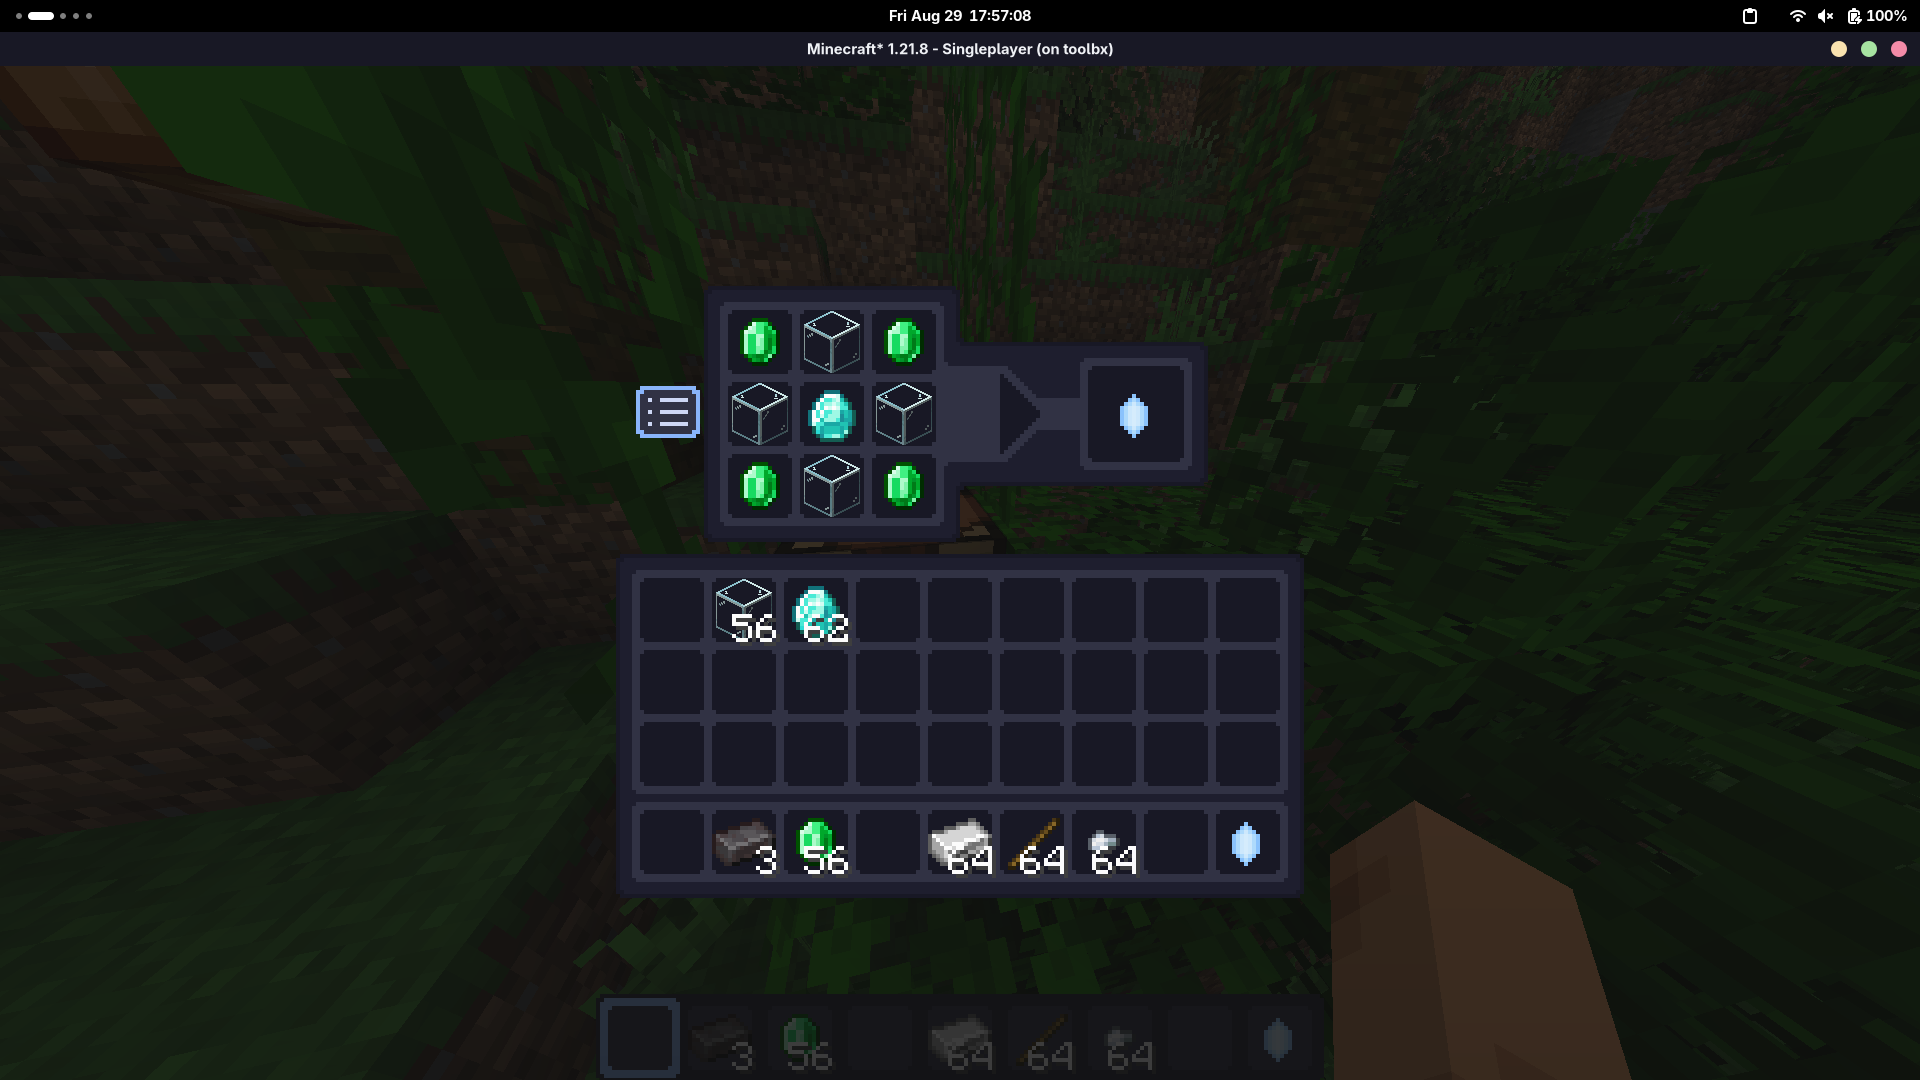 Fri Aug 29 17:57:08
100%
Minecraft* 1.21.8 - Singleplayer (on toolbx)
56 62
3 56 64 64 64
3 56 64 64 64